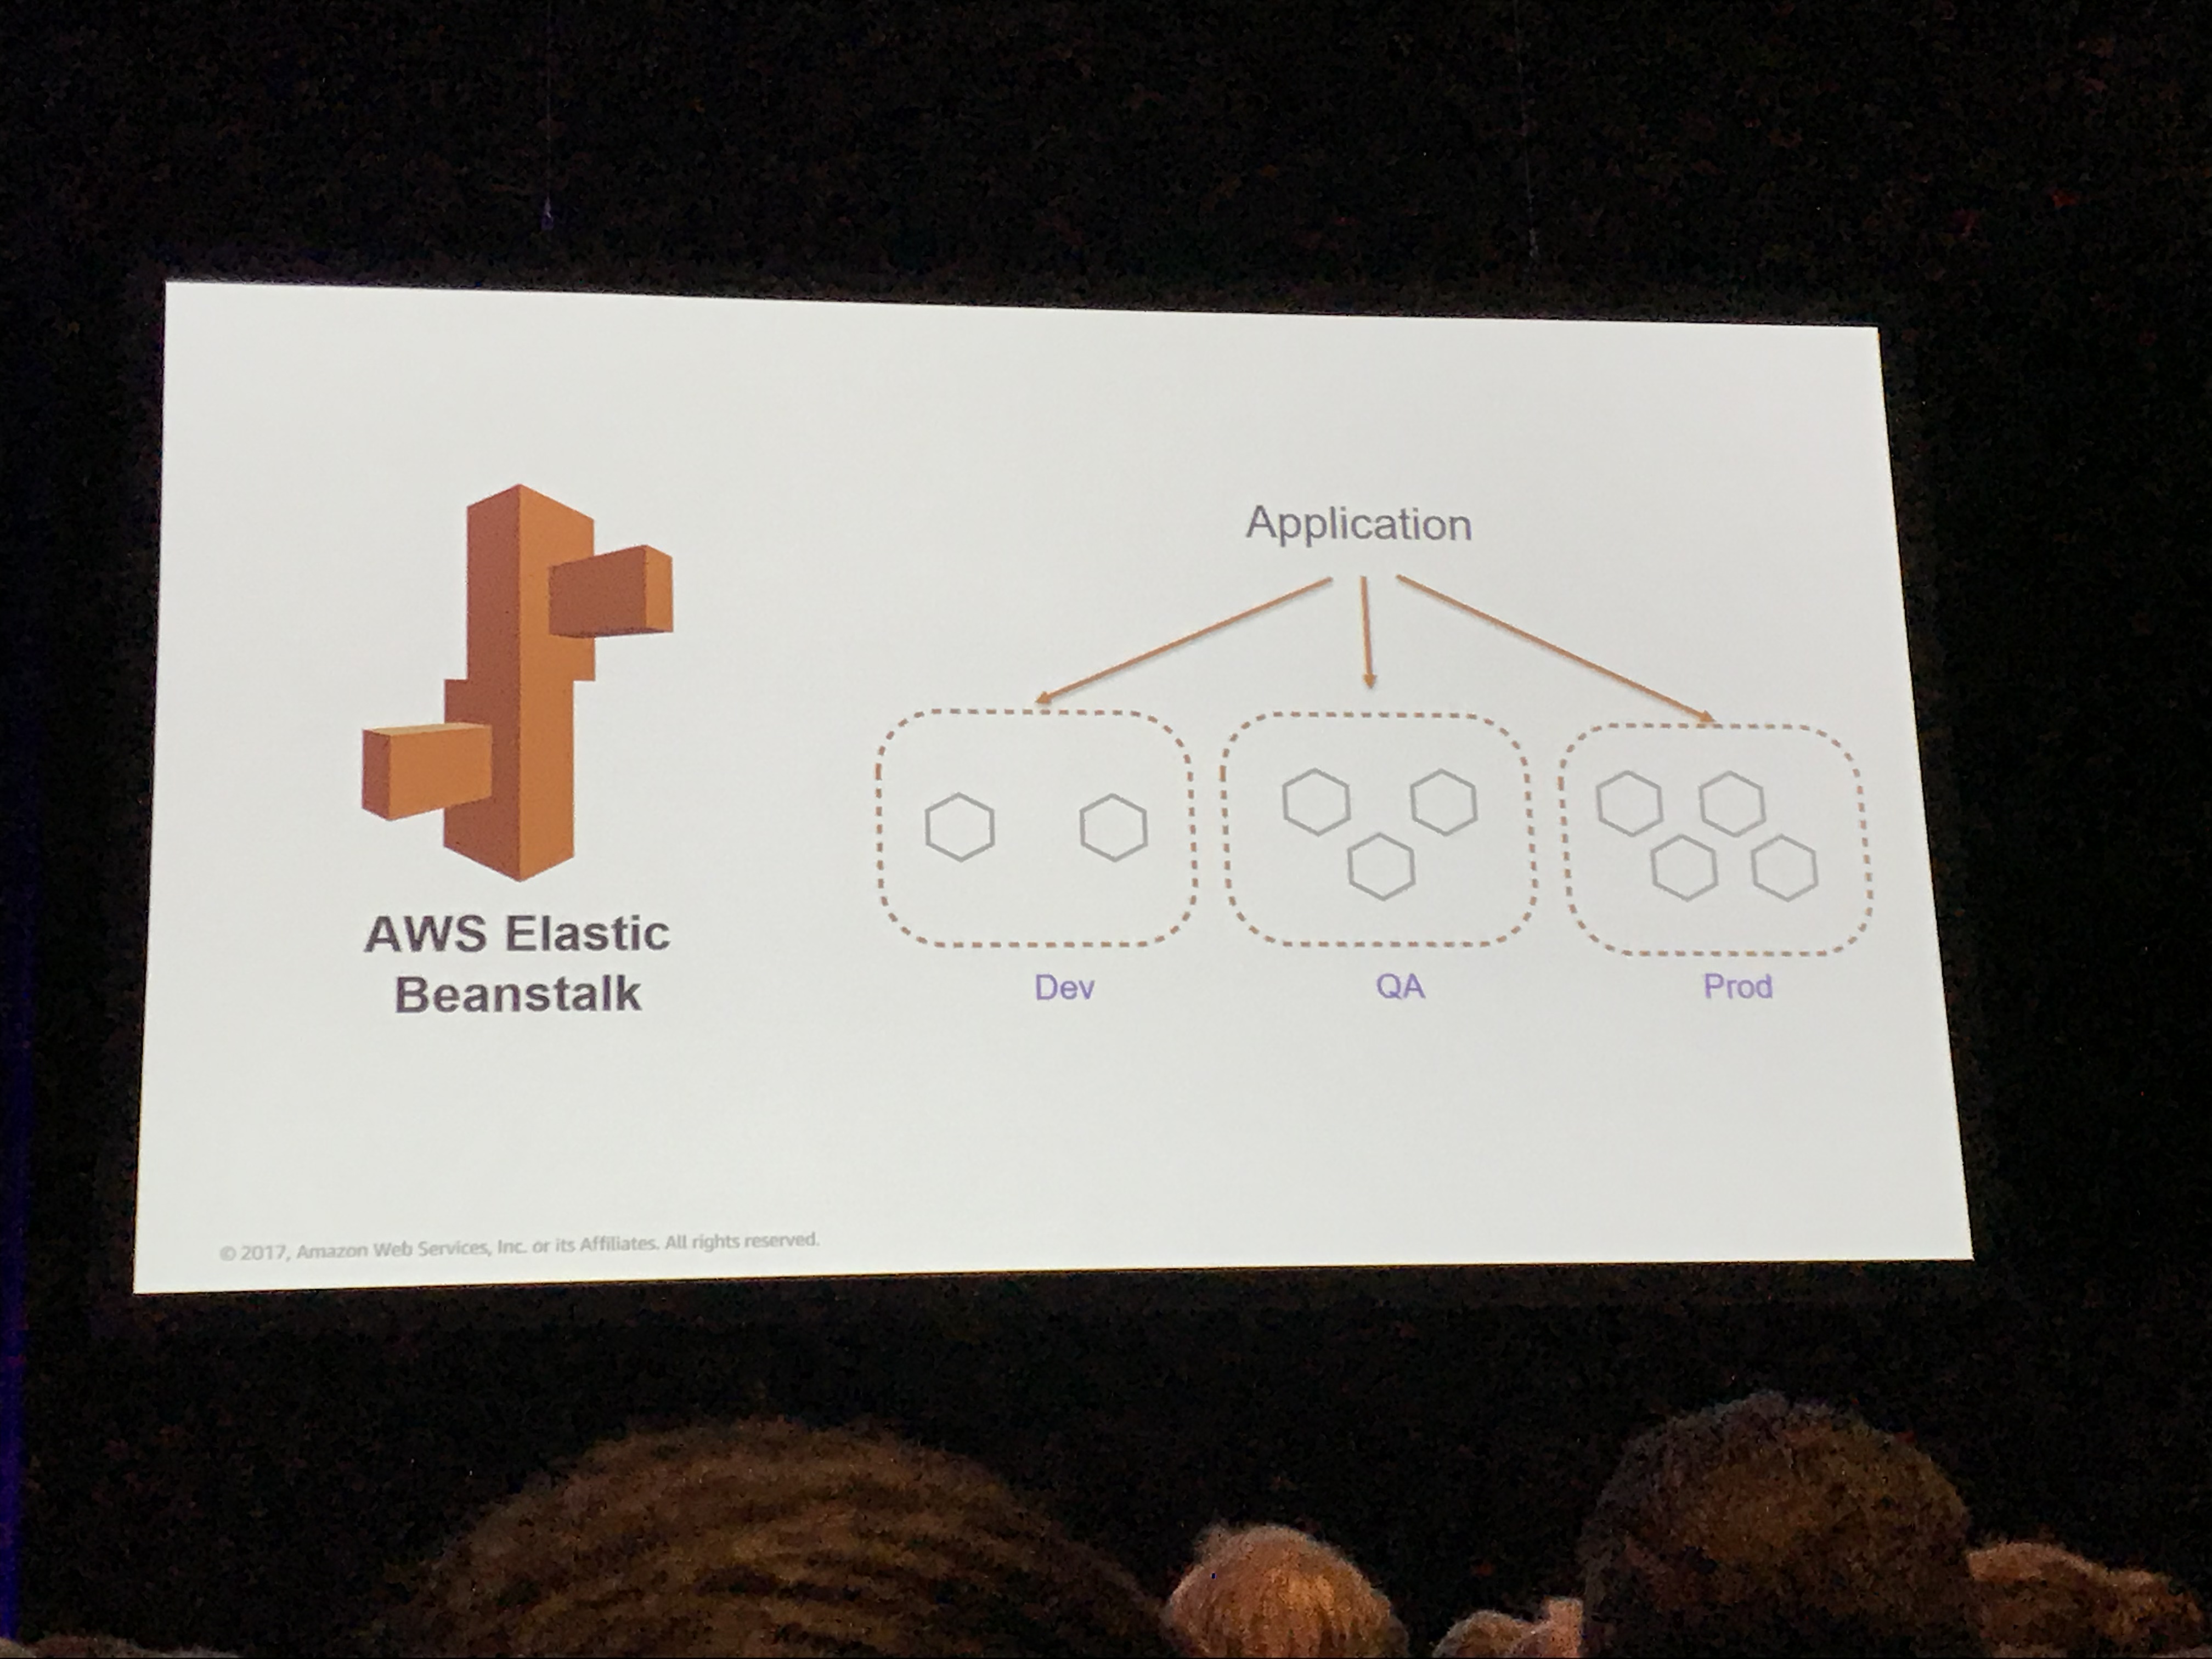 Application
AWS Elastic
Beanstalk
Dev
QA
Prod
© 2017, Amazon Web Services, Inc. or its Affiliates. All rights reserved.